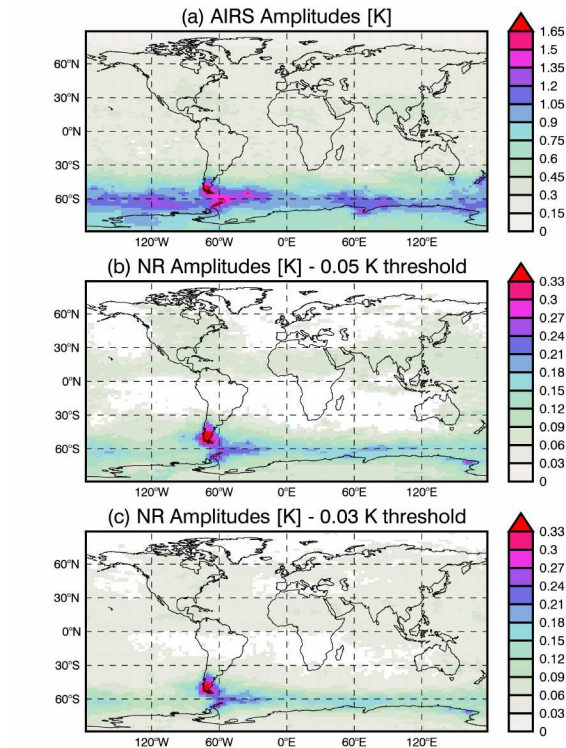 (a) AIRS Amplitudes [K]
60°N
30°N
0°N
30°S
60°S
120°W
60°W
0°E
60°E
120°E
1.65
1.5
1.35
1.2
1.05
0.9
0.75
0.6
0.45
0.3
0.15
0
(b) NR Amplitudes [K] - 0.05 K threshold
60°N
30°N
0°N
30°S
60°S
120°W
60°W
0°E
60°E
120°E
0.33
0.3
0.27
0.24
0.21
0.18
0.15
0.12
0.09
0.06
0.03
0
(c) NR Amplitudes [K] - 0.03 K threshold
60°N
30°N
0°N
30°S
60°S
120°W
60°W
0°E
60°E
120°E
0.33
0.3
0.27
0.24
0.21
0.18
0.15
0.12
0.09
0.06
0.03
0